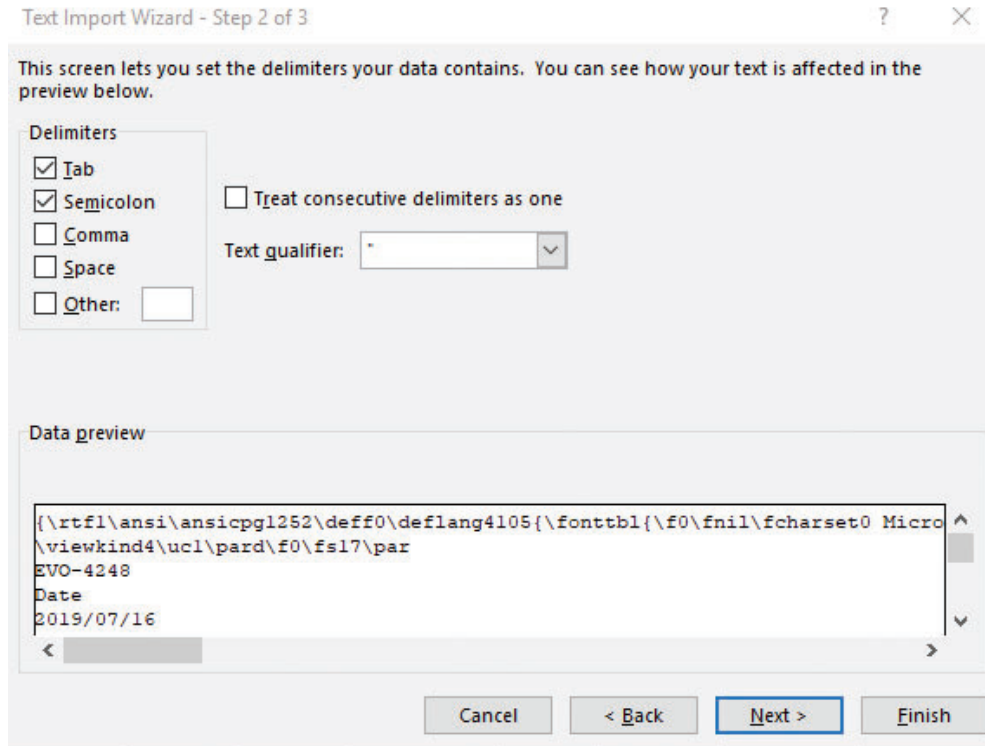 Text Import Wizard - Step 2 of 3 ? ×
This screen lets you set the delimiters your data contains. You can see how your text is affected in the
preview below.
Delimiters
Tab
Semicolon
Comma
Space
Other:
Treat consecutive delimiters as one
Text qualifier: "
Data preview
{\rtf1\ansi\ansicpg1252\deff0\deflang4105{\fonttbl{\f0\fnil\fcharset0 Micro
\viewkind4\uc1\pard\f0\fs17\par
EVO-4248
Date
2019/07/16
Cancel < Back Next > Finish